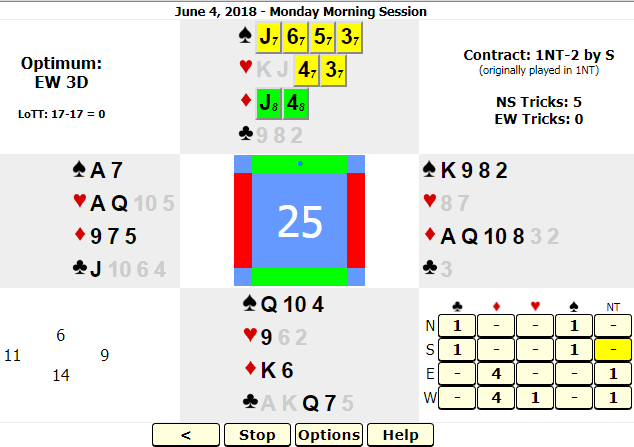 June 4, 2018 - Monday Morning Session
Optimum:
EW 3D
LoTT: 17-17 = 0
♠ J7 67 57 37
♥ K J 47 37
♦ J8 48
♣ 9 8 2
Contract: 1NT-2 by S
(originally played in 1NT)
NS Tricks: 5
EW Tricks: 0
♠ A 7
♥ A Q 10 5
♦ 9 7 5
♣ J 10 6 4
25
♠ K 9 8 2
♥ 8 7
♦ A Q 10 8 3 2
♣ 3
♠ Q 10 4
♥ 9 6 2
♦ K 6
♣ A K Q 7 5
6
11 9
14
♣ ♦ ♥ ♠ NT
N 1 - - 1 -
S 1 - - 1 -
E - 4 - - 1
W - 4 1 - 1
< Stop Options Help